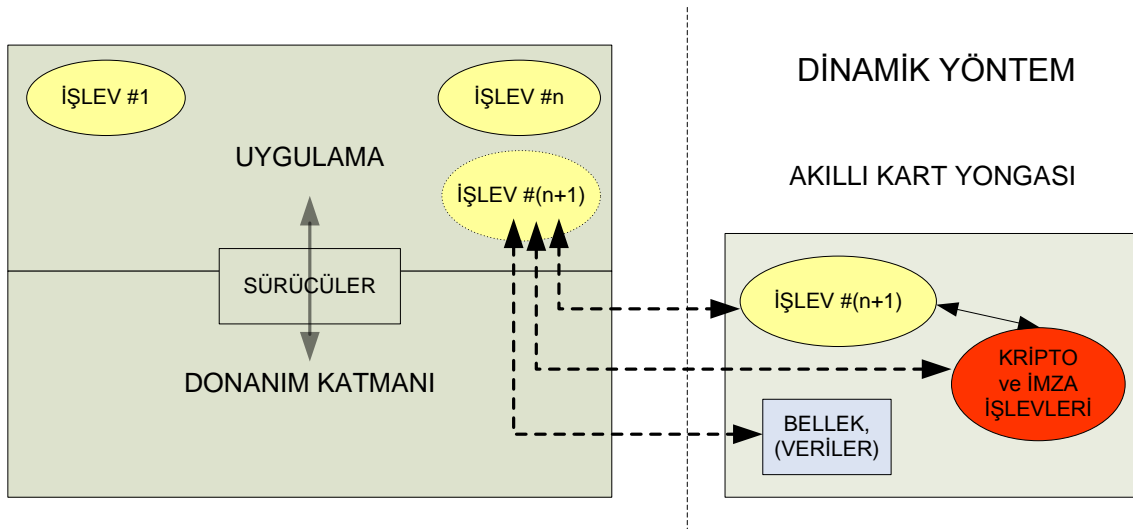 İŞLEV #1
İŞLEV #n
UYGULAMA
İŞLEV #(n+1)
SÜRÜCÜLER
DONANIM KATMANI
DİNAMİK YÖNTEM
AKILLI KART YONGASI
İŞLEV #(n+1)
KRİPTO
ve İMZA
İŞLEVLERİ
BELLEK,
(VERİLER)